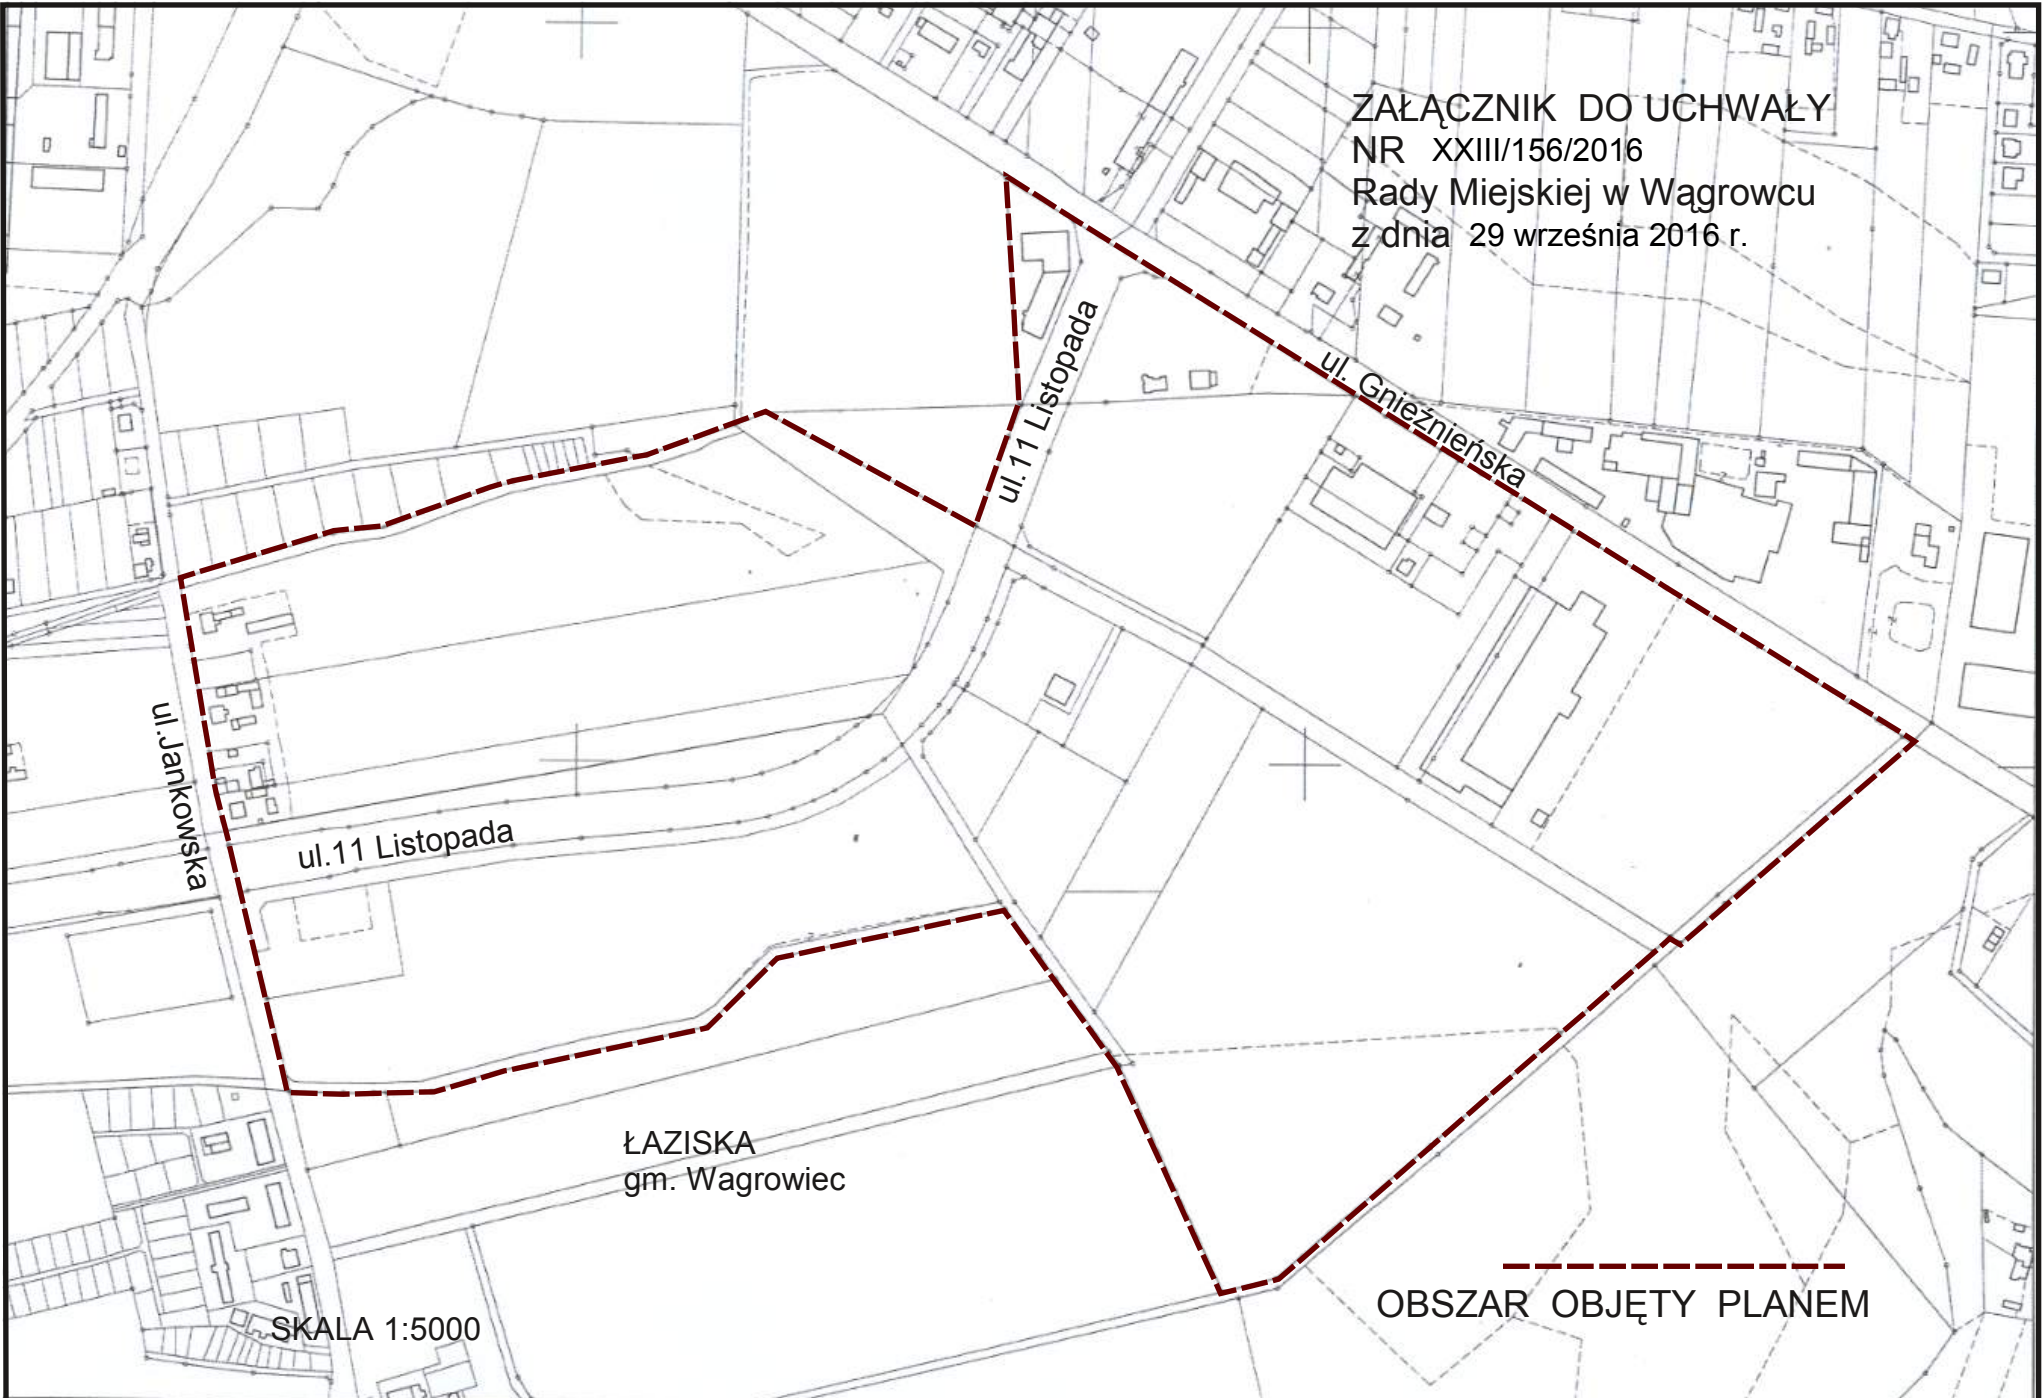 ZAŁĄCZNIK DO UCHWAŁY
NR XXIII/156/2016
Rady Miejskiej w Wągrowcu
z dnia 29 września 2016 r.
ul. 11 Listopada
ul. Gnieźnieńska
ul.Jankowska
ul.11 Listopada
ŁAZISKA
gm. Wagrowiec
SKALA 1:5000
OBSZAR OBJĘTY PLANEM